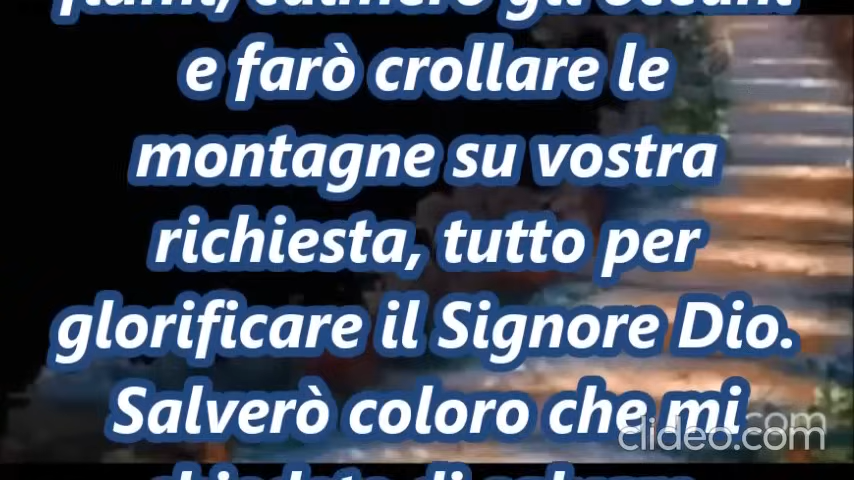 e farò crollare le
montagne su vostra
richiesta, tutto per
glorificare il Signore Dio.
Salverò coloro che mi
clideo.com